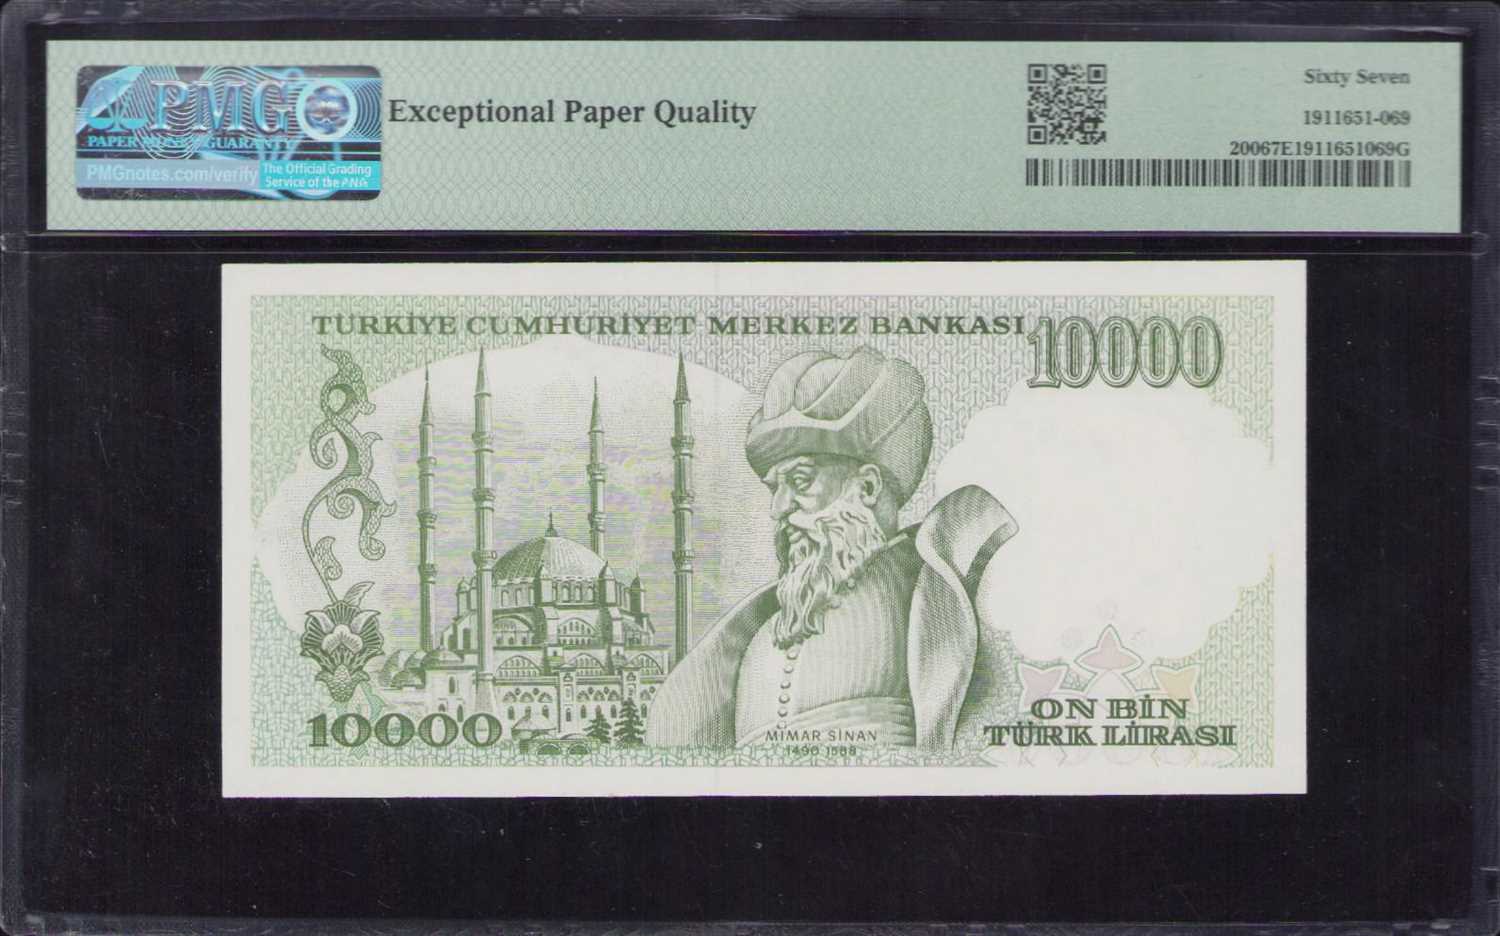 PMG
PAPER MONEY GUARANTY
PMGnotes.com/verify
The Official Grading
Service of the PNG
Exceptional Paper Quality
Sixty Seven
1911651-069
20067E1911651069G
TÜRKİYE CUMHURİYET MERKEZ BANKASI
10000
10000
MİMAR SİNAN
1490 1588
ON BİN
TÜRK LİRASI